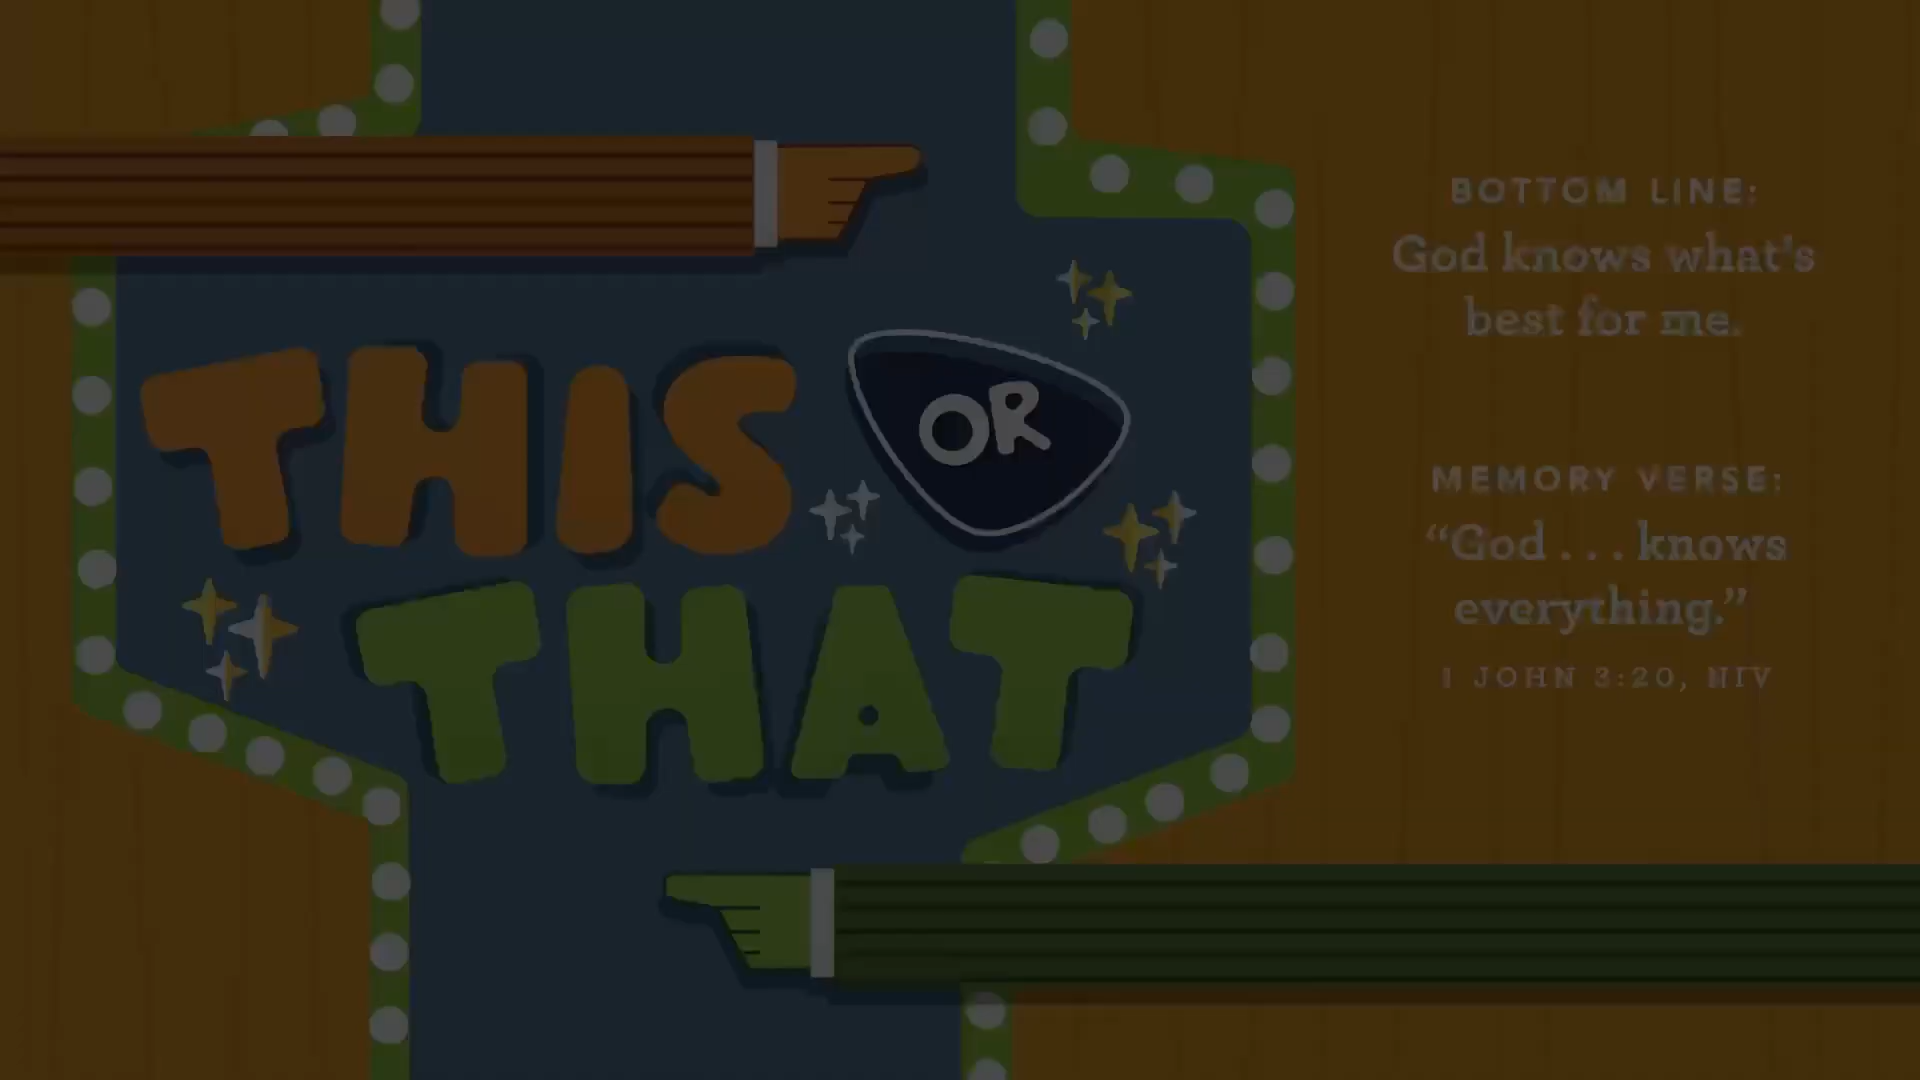 THIS OR
THAT
BOTTOM LINE:
God knows what's
best for me.
MEMORY VERSE:
“God . . . knows
everything.”
1 JOHN 3:20, NIV